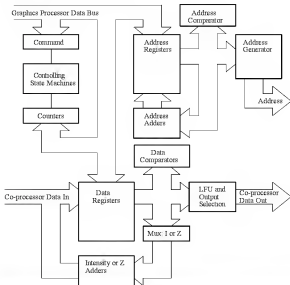 Graphics Processor Data Bus
Command
Controlling
State Machines
Counters
Address
Registers
Address
Comparator
Address
Generator
Address
Address
Adders
Data
Comparators
Co-processor Data In
Data
Registers
LFU and
Output
Selection
Co-processor
Data Out
Mux: I or Z
Intensity or Z
Adders